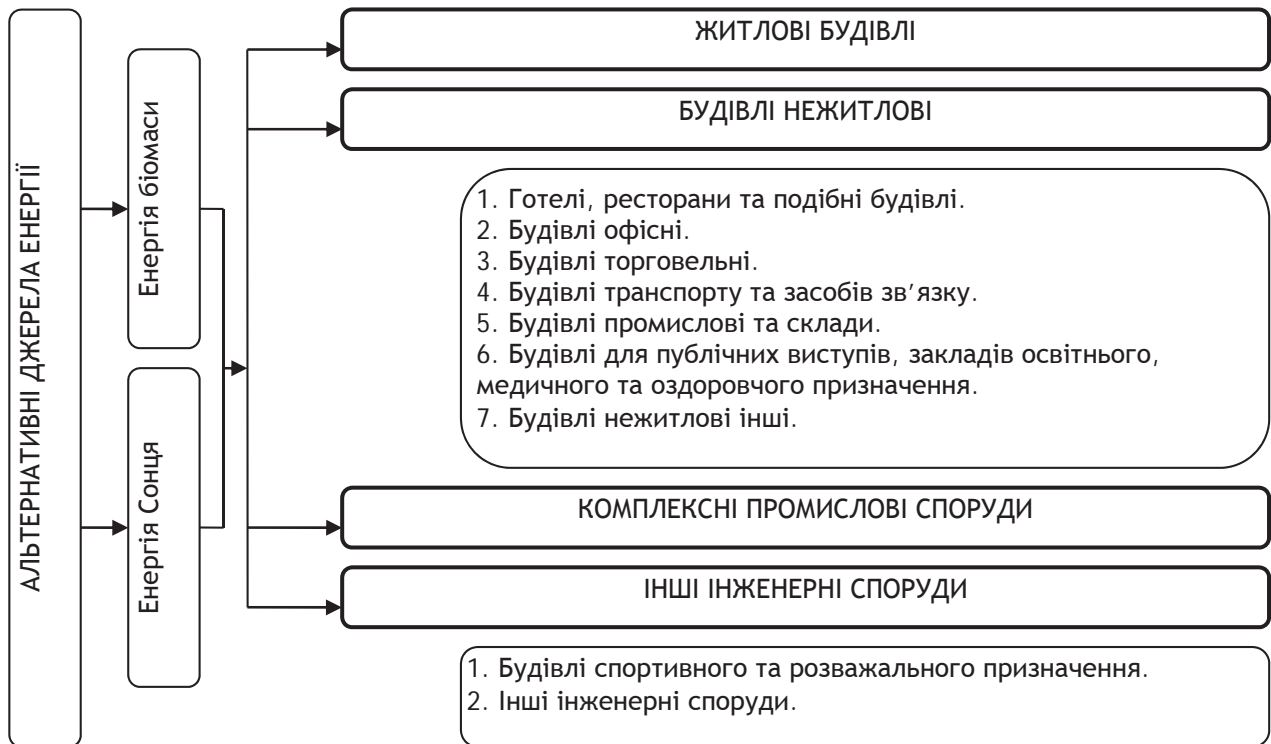 АЛЬТЕРНАТИВНІ ДЖЕРЕЛА ЕНЕРГІЇ
Енергія біомаси
Енергія Сонця
ЖИТЛОВІ БУДІВЛІ
БУДІВЛІ НЕЖИТЛОВІ
1. Готелі, ресторани та подібні будівлі.
2. Будівлі офісні.
3. Будівлі торговельні.
4. Будівлі транспорту та засобів зв′язку.
5. Будівлі промислові та склади.
6. Будівлі для публічних виступів, закладів освітнього,
медичного та оздоровчого призначення.
7. Будівлі нежитлові інші.
КОМПЛЕКСНІ ПРОМИСЛОВІ СПОРУДИ
ІНШІ ІНЖЕНЕРНІ СПОРУДИ
1. Будівлі спортивного та розважального призначення.
2. Інші інженерні споруди.